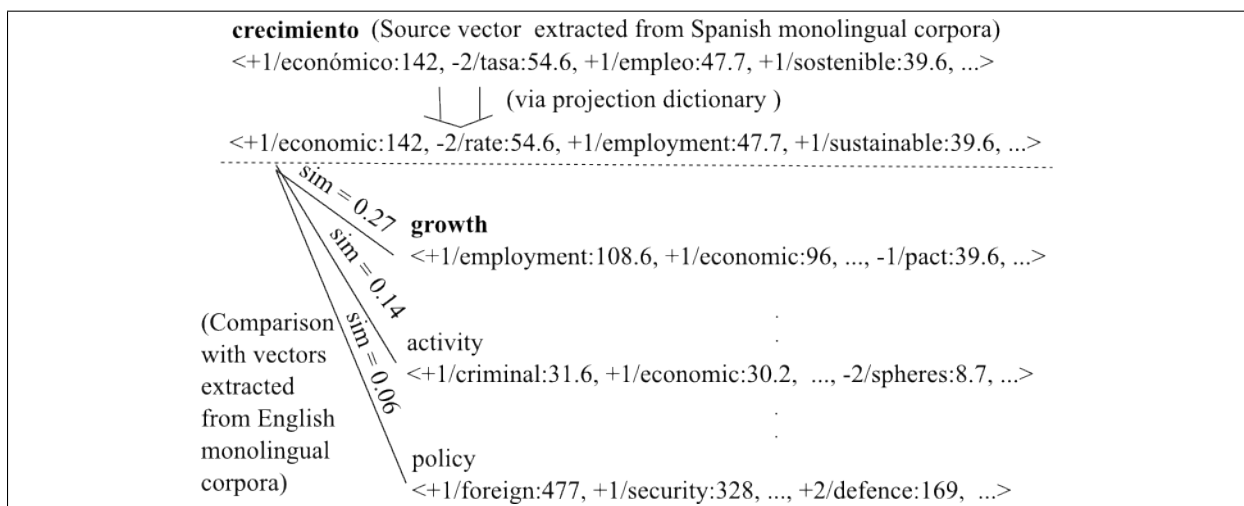 crecimiento (Source vector extracted from Spanish monolingual corpora)
<+1/económico:142, -2/tasa:54.6, +1/empleo:47.7, +1/sostenible:39.6, ...>
(via projection dictionary )
<+1/economic:142, -2/rate:54.6, +1/employment:47.7, +1/sustainable:39.6, ...>
sim = 0.27
growth
<+1/employment:108.6, +1/economic:96, ..., -1/pact:39.6, ...>
sim = 0.14
activity
<+1/criminal:31.6, +1/economic:30.2, ..., -2/spheres:8.7, ...>
sim = 0.06
(Comparison
with vectors
extracted
from English
monolingual
corpora)
policy
<+1/foreign:477, +1/security:328, ..., +2/defence:169, ...>